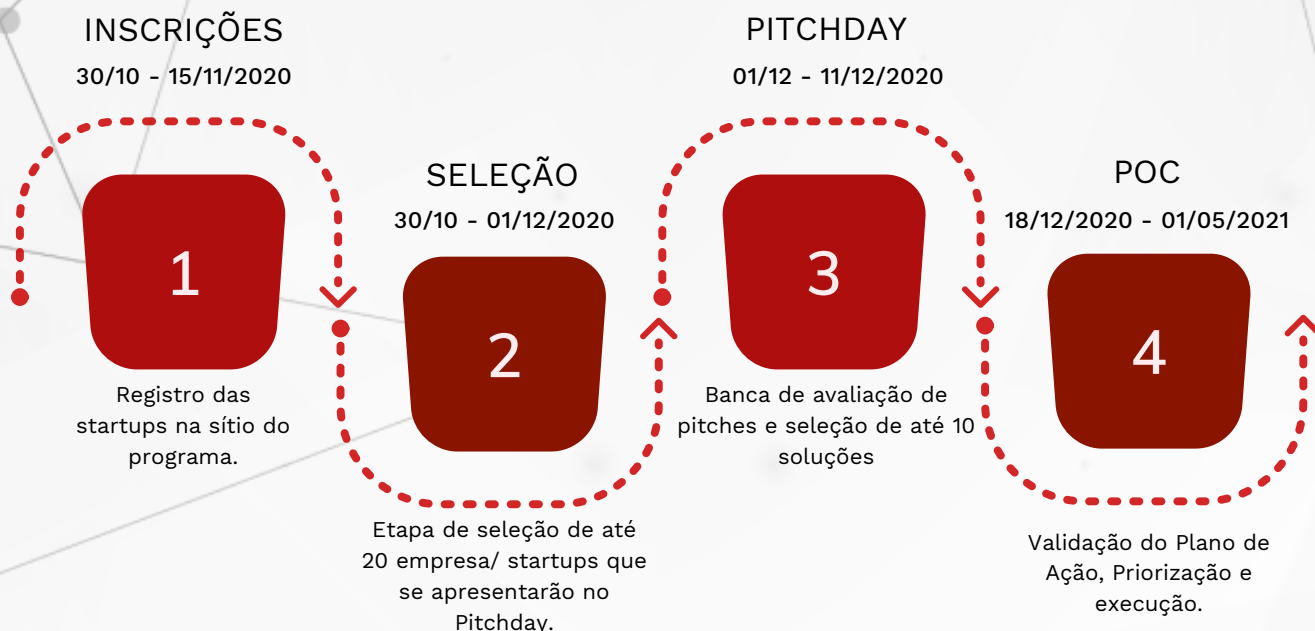 INSCRIÇÕES
30/10 - 15/11/2020
1
Registro das
startups na sítio do
programa.
SELEÇÃO
30/10 - 01/12/2020
2
Etapa de seleção de até
20 empresa/ startups que
se apresentarão no
Pitchday.
PITCHDAY
01/12 - 11/12/2020
3
Banca de avaliação de
pitches e seleção de até 10
soluções
POC
18/12/2020 - 01/05/2021
4
Validação do Plano de
Ação, Priorização e
execução.